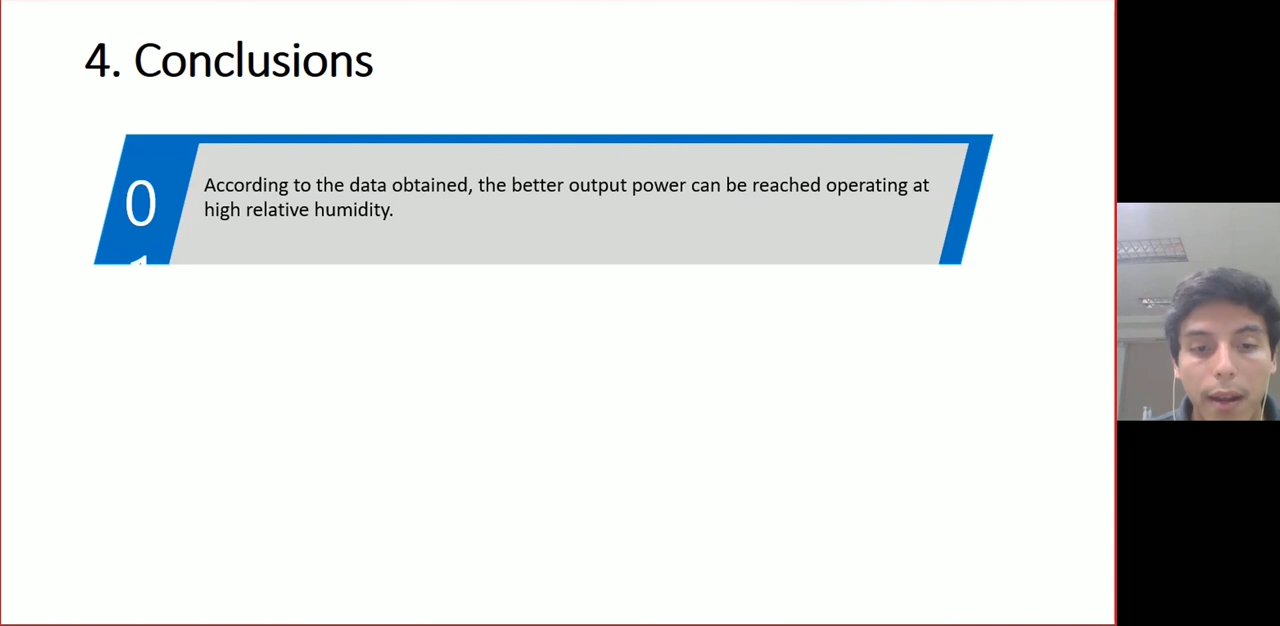 4. Conclusions
0
According to the data obtained, the better output power can be reached operating at
high relative humidity.